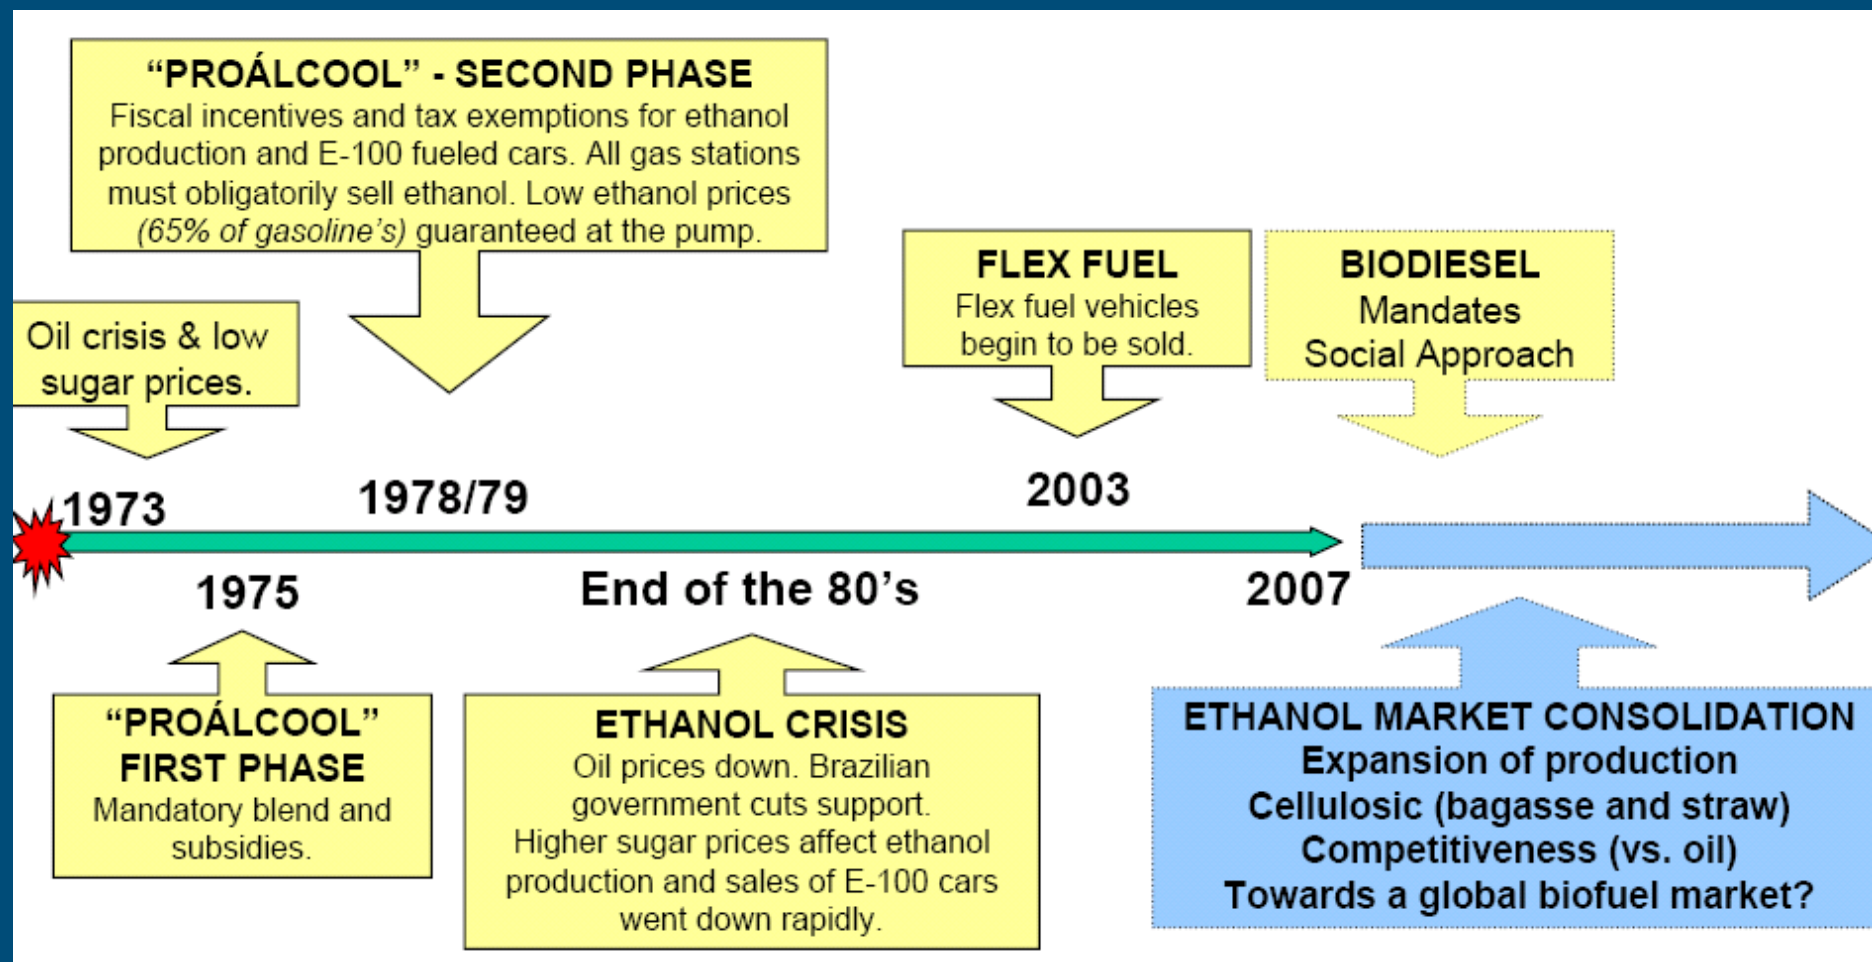 “PROÁLCOOL” - SECOND PHASE
Fiscal incentives and tax exemptions for ethanol
production and E-100 fueled cars. All gas stations
must obligatorily sell ethanol. Low ethanol prices
(65% of gasoline’s) guaranteed at the pump.
Oil crisis & low
sugar prices.
FLEX FUEL
Flex fuel vehicles
begin to be sold.
BIODIESEL
Mandates
Social Approach
1973
1978/79
2003
1975
End of the 80’s
2007
“PROÁLCOOL”
FIRST PHASE
Mandatory blend and
subsidies.
ETHANOL CRISIS
Oil prices down. Brazilian
government cuts support.
Higher sugar prices affect ethanol
production and sales of E-100 cars
went down rapidly.
ETHANOL MARKET CONSOLIDATION
Expansion of production
Cellulosic (bagasse and straw)
Competitiveness (vs. oil)
Towards a global biofuel market?